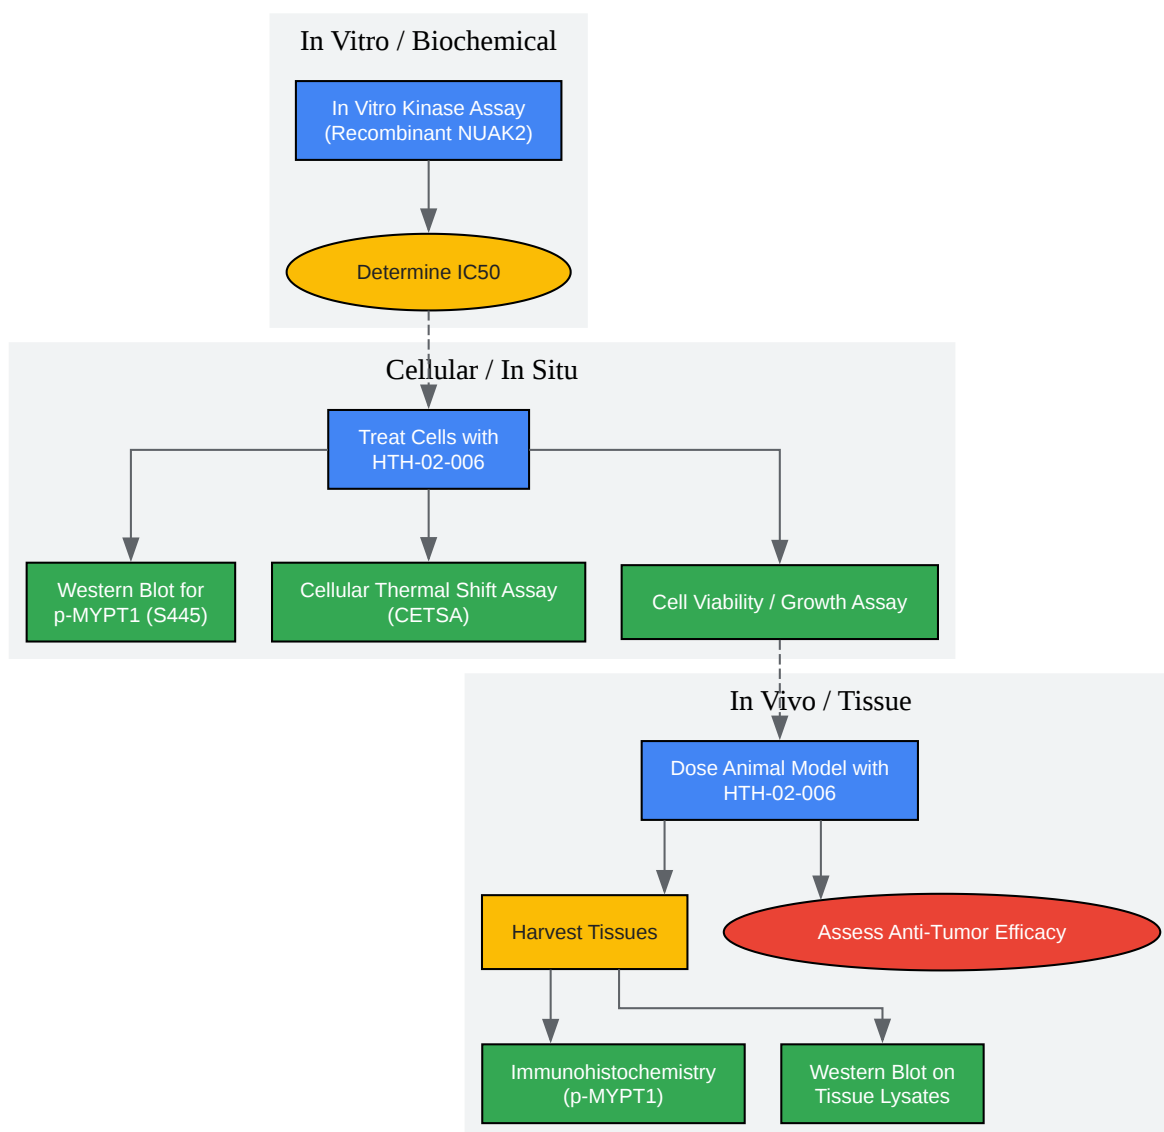 In Vitro / Biochemical
In Vitro Kinase Assay
(Recombinant NUAK2)
Determine IC50
Cellular / In Situ
Treat Cells with
HTH-02-006
Western Blot for
p-MYPT1 (S445)
Cellular Thermal Shift Assay
(CETSA)
Cell Viability / Growth Assay
In Vivo / Tissue
Dose Animal Model with
HTH-02-006
Harvest Tissues
Assess Anti-Tumor Efficacy
Immunohistochemistry
(p-MYPT1)
Western Blot on
Tissue Lysates